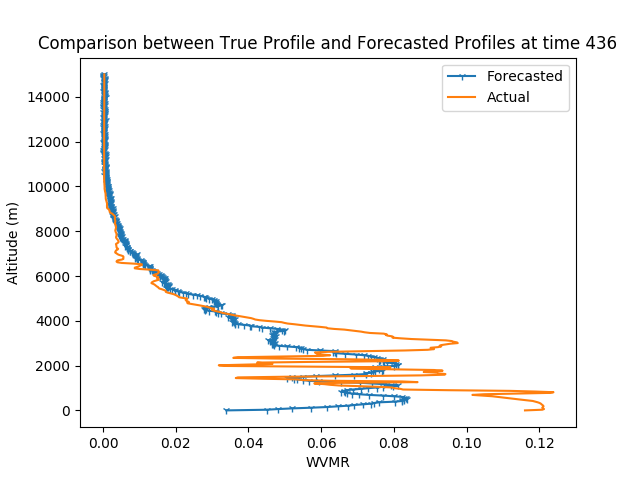 Comparison between True Profile and Forecasted Profiles at time 436
Forecasted
Actual
14000
12000
10000
8000
6000
4000
2000
0
Altitude (m)
0.00 0.02 0.04 0.06 0.08 0.10 0.12
WVMR